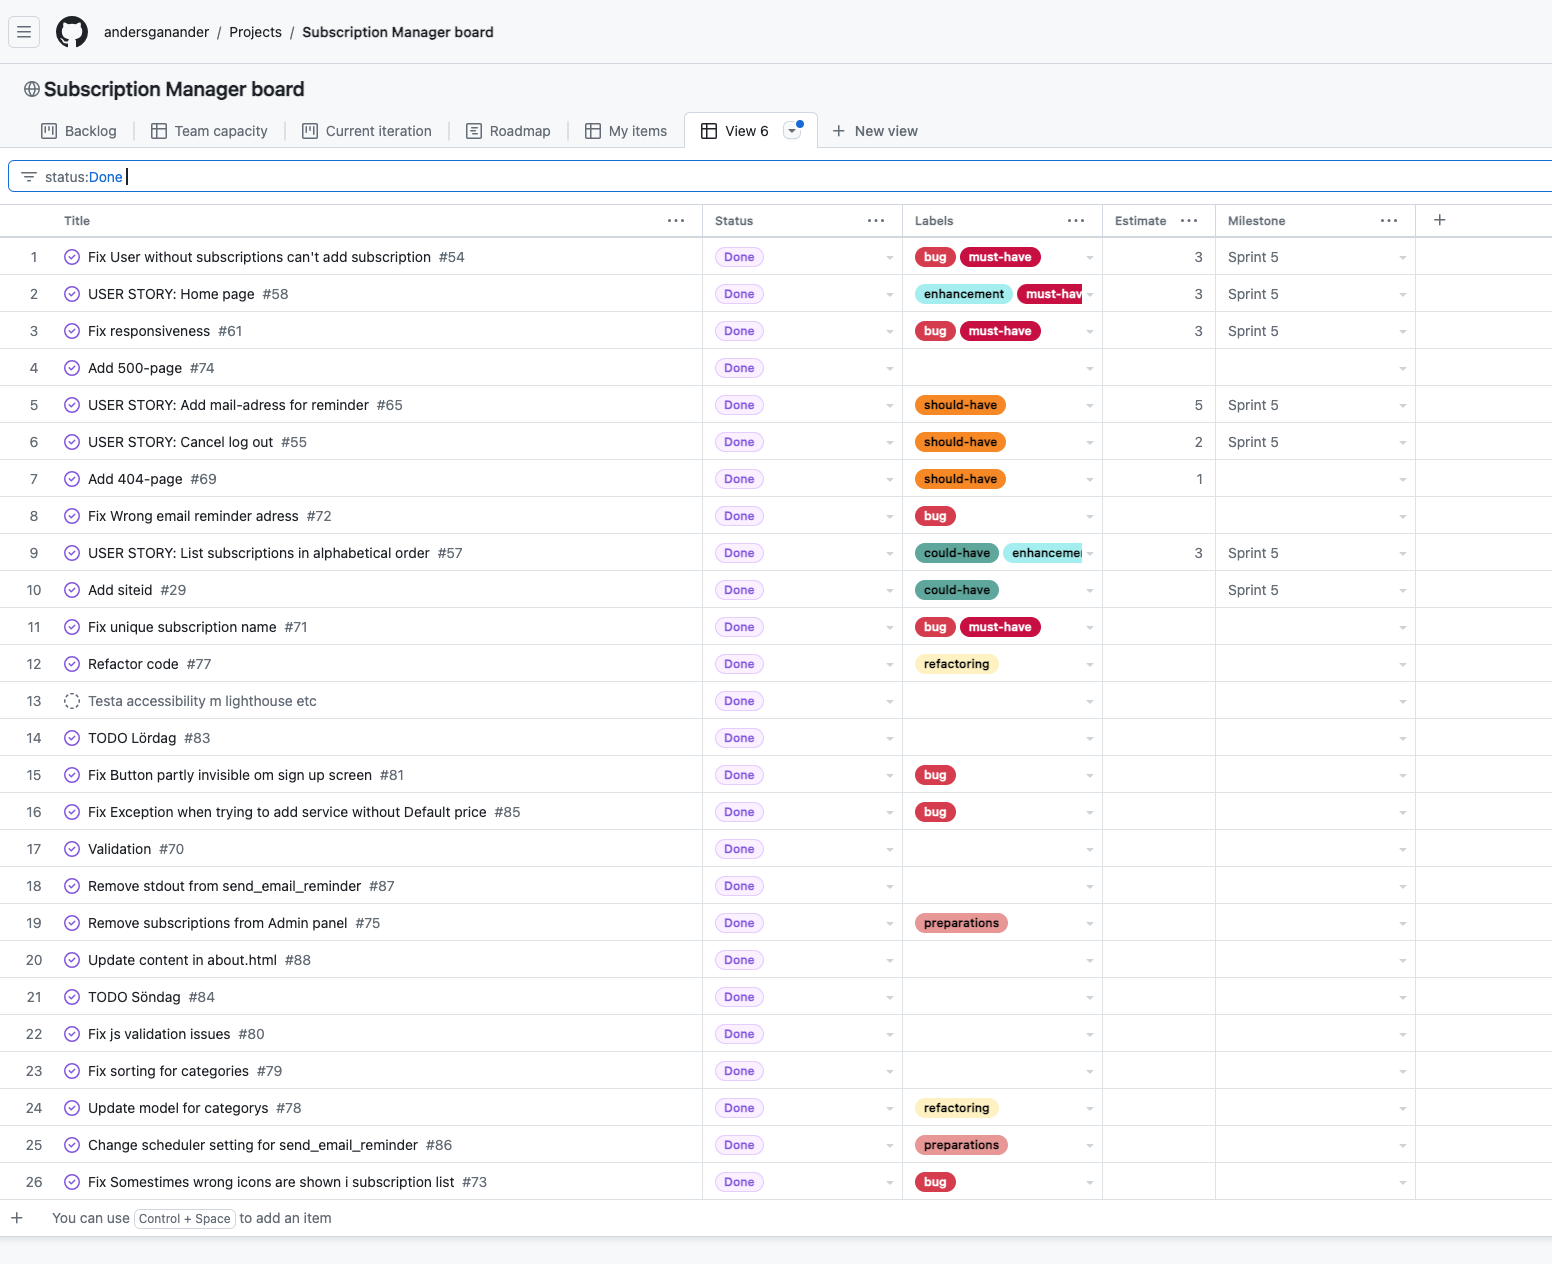 andersganander / Projects / Subscription Manager board
Subscription Manager board
Backlog Team capacity Current iteration Roadmap My items View 6 New view
status:Done
Title Status Labels Estimate Milestone
1 Fix User without subscriptions can't add subscription #54 Done bug must-have 3 Sprint 5
2 USER STORY: Home page #58 Done enhancement must-hav 3 Sprint 5
3 Fix responsiveness #61 Done bug must-have 3 Sprint 5
4 Add 500-page #74 Done
5 USER STORY: Add mail-adress for reminder #65 Done should-have 5 Sprint 5
6 USER STORY: Cancel log out #55 Done should-have 2 Sprint 5
7 Add 404-page #69 Done should-have 1
8 Fix Wrong email reminder adress #72 Done bug
9 USER STORY: List subscriptions in alphabetical order #57 Done could-have enhanceme 3 Sprint 5
10 Add siteid #29 Done could-have Sprint 5
11 Fix unique subscription name #71 Done bug must-have
12 Refactor code #77 Done refactoring
13 Testa accessibility m lighthouse etc Done
14 TODO Lördag #83 Done
15 Fix Button partly invisible om sign up screen #81 Done bug
16 Fix Exception when trying to add service without Default price #85 Done bug
17 Validation #70 Done
18 Remove stdout from send_email_reminder #87 Done
19 Remove subscriptions from Admin panel #75 Done preparations
20 Update content in about.html #88 Done
21 TODO Söndag #84 Done
22 Fix js validation issues #80 Done
23 Fix sorting for categories #79 Done
24 Update model for categorys #78 Done refactoring
25 Change scheduler setting for send_email_reminder #86 Done preparations
26 Fix Somestimes wrong icons are shown i subscription list #73 Done bug
You can use Control + Space to add an item